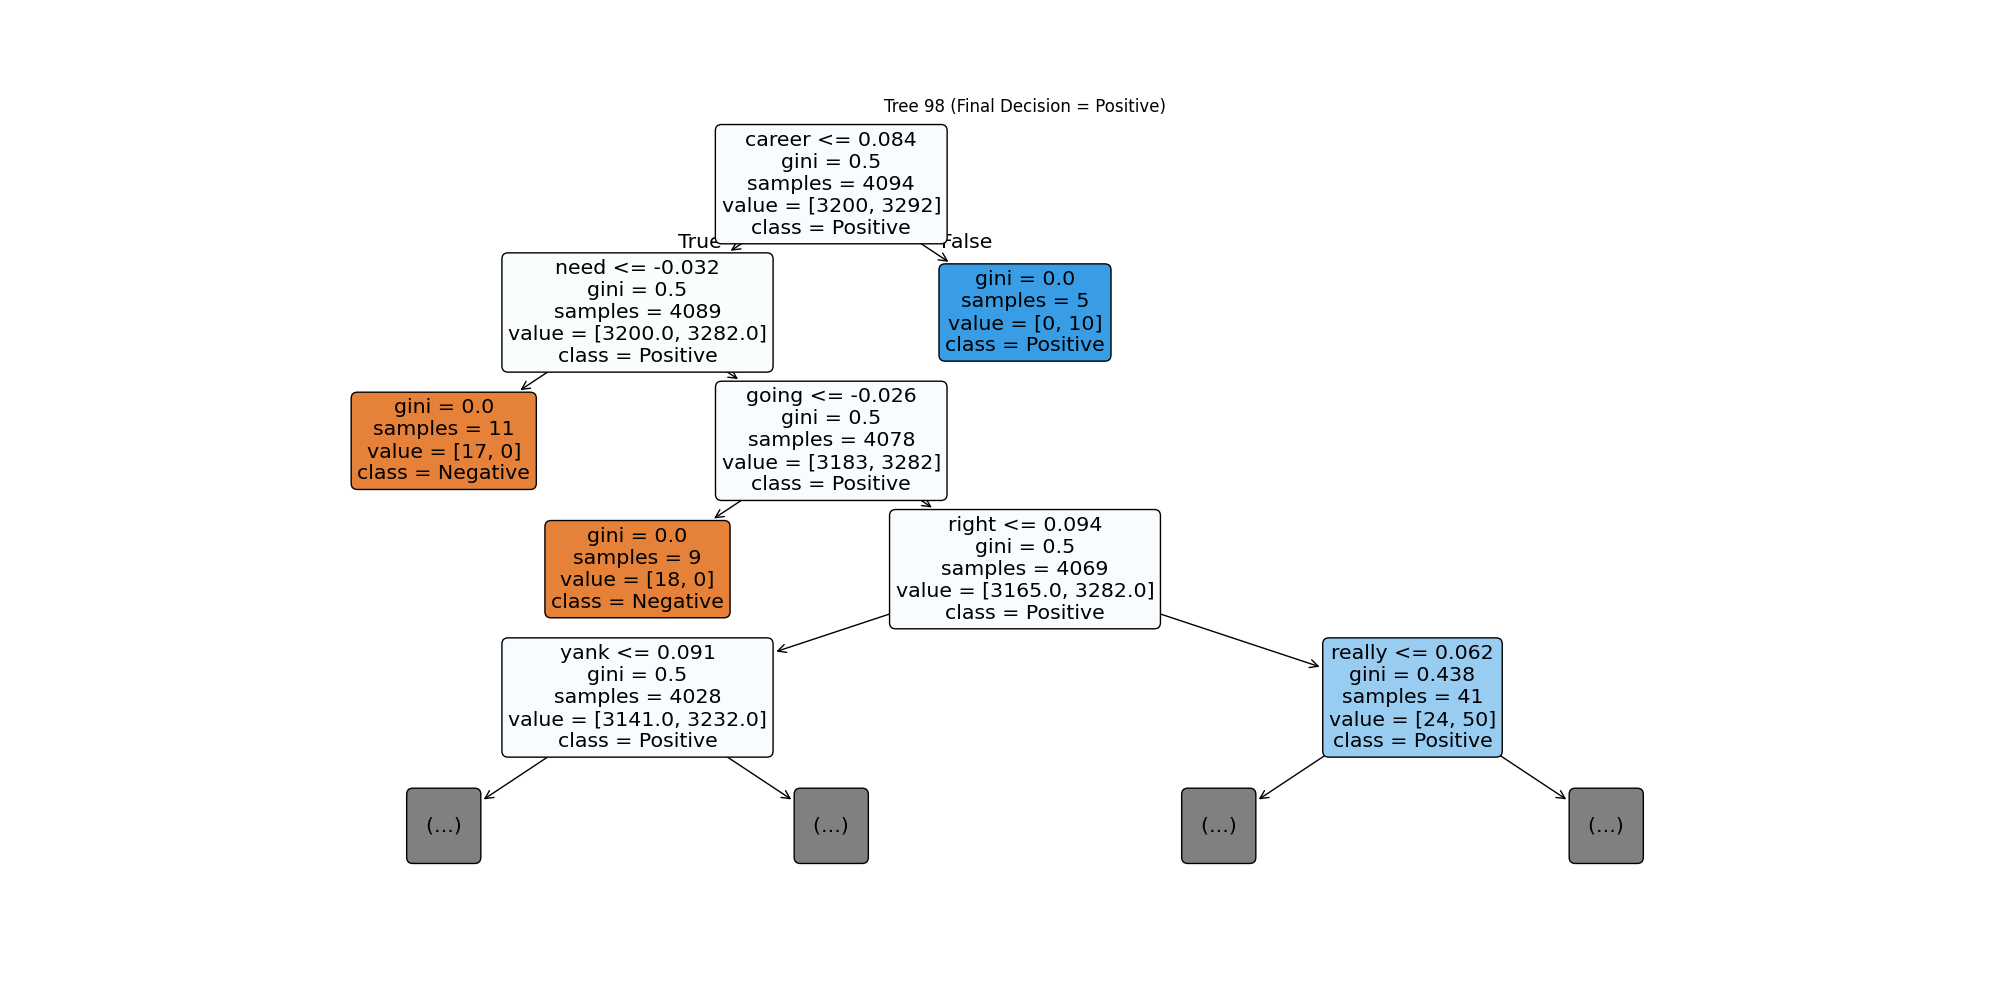 Tree 98 (Final Decision = Positive)
career <= 0.084
gini = 0.5
samples = 4094
value = [3200, 3292]
class = Positive
True
False
need <= -0.032
gini = 0.5
samples = 4089
value = [3200.0, 3282.0]
class = Positive
gini = 0.0
samples = 5
value = [0, 10]
class = Positive
gini = 0.0
samples = 11
value = [17, 0]
class = Negative
going <= -0.026
gini = 0.5
samples = 4078
value = [3183, 3282]
class = Positive
gini = 0.0
samples = 9
value = [18, 0]
class = Negative
right <= 0.094
gini = 0.5
samples = 4069
value = [3165.0, 3282.0]
class = Positive
yank <= 0.091
gini = 0.5
samples = 4028
value = [3141.0, 3232.0]
class = Positive
really <= 0.062
gini = 0.438
samples = 41
value = [24, 50]
class = Positive
(...)
(...)
(...)
(...)